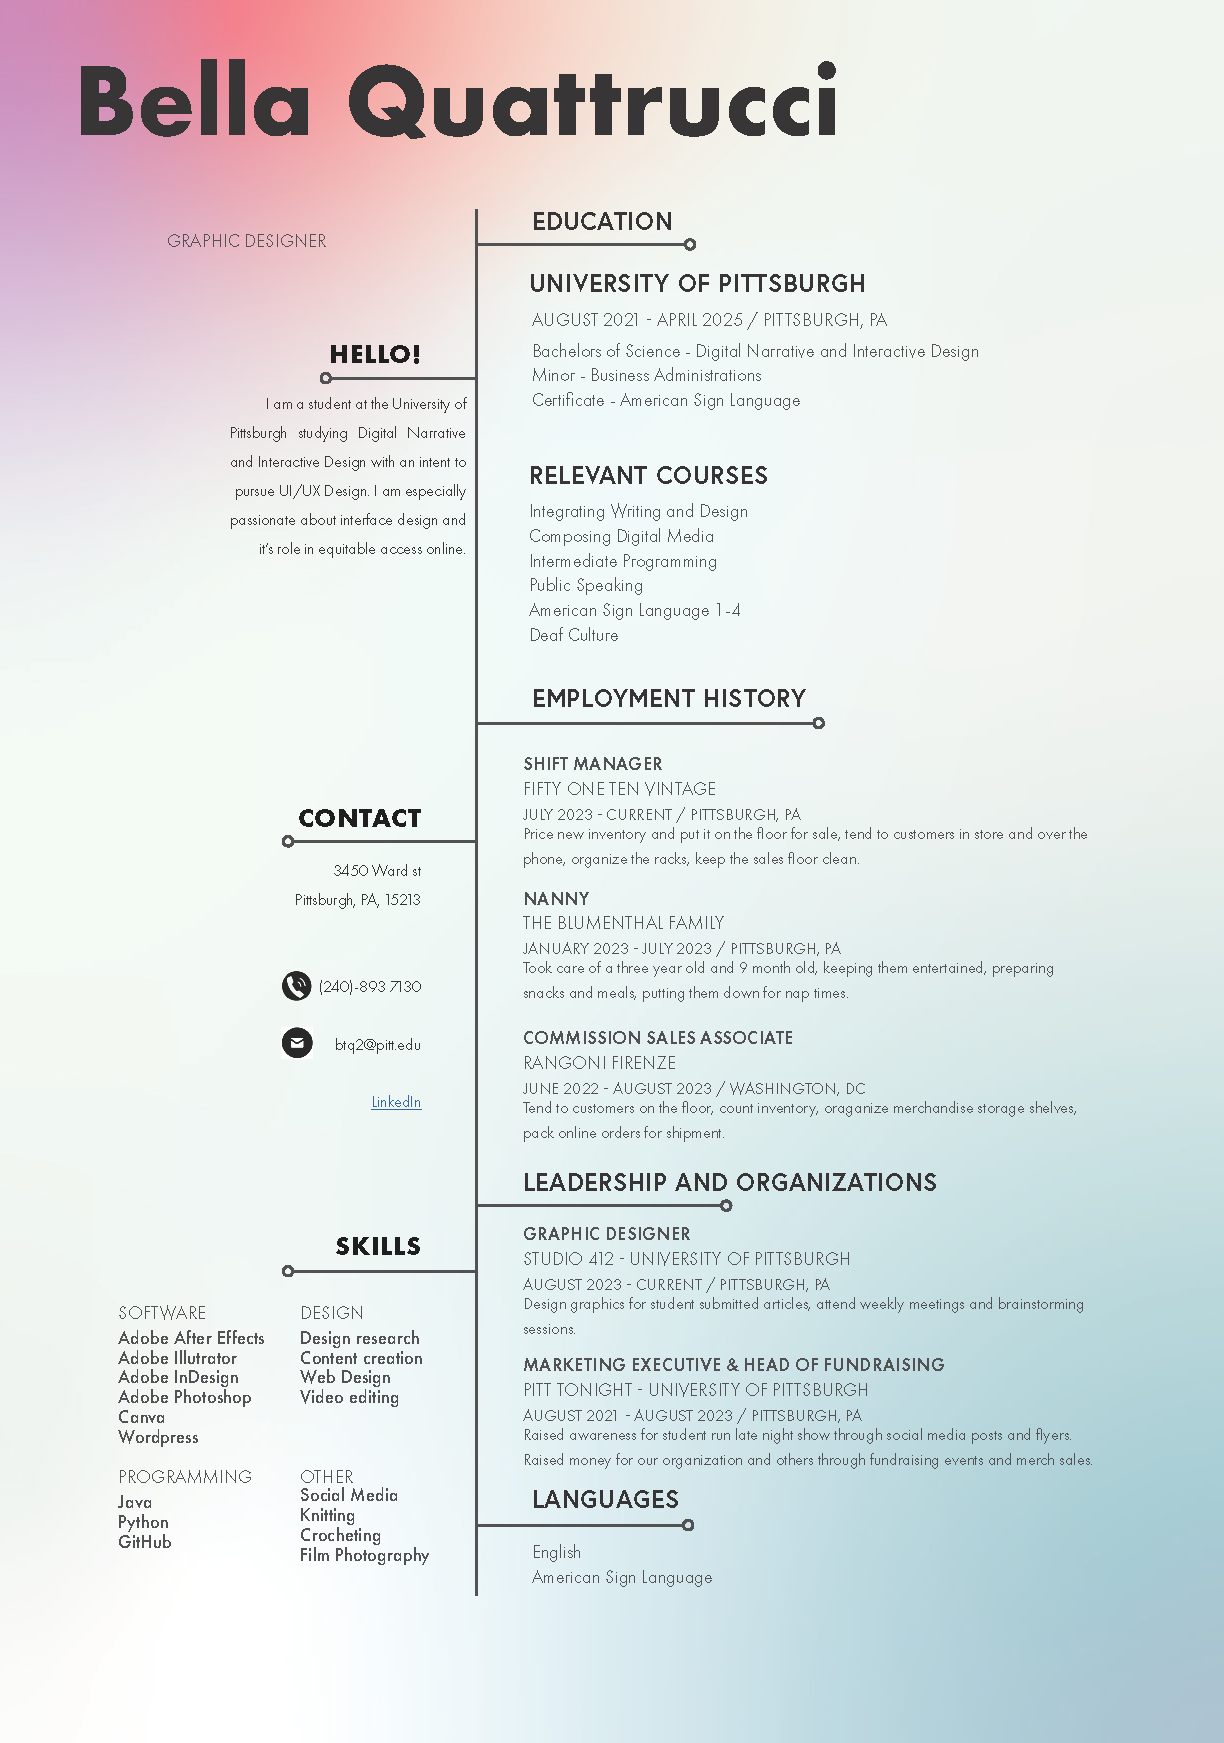 Bella Quattrucci
GRAPHIC DESIGNER
HELLO!
I am a student at the University of
Pittsburgh studying Digital Narrative
and Interactive Design with an intent to
pursue UI/UX Design. I am especially
passionate about interface design and
it's role in equitable access online.
CONTACT
3450 Ward st
Pittsburgh, PA, 15213
(240)-893 7130
btq2@pitt.edu
LinkedIn
SKILLS
SOFTWARE
Adobe After Effects
Adobe Illutrator
Adobe InDesign
Adobe Photoshop
Canva
Wordpress
DESIGN
Design research
Content creation
Web Design
Video editing
PROGRAMMING
Java
Python
GitHub
OTHER
Social Media
Knitting
Crocheting
Film Photography
EDUCATION
UNIVERSITY OF PITTSBURGH
AUGUST 2021 - APRIL 2025 / PITTSBURGH, PA
Bachelors of Science - Digital Narrative and Interactive Design
Minor - Business Administrations
Certificate - American Sign Language
RELEVANT COURSES
Integrating Writing and Design
Composing Digital Media
Intermediate Programming
Public Speaking
American Sign Language 1-4
Deaf Culture
EMPLOYMENT HISTORY
SHIFT MANAGER
FIFTY ONE TEN VINTAGE
JULY 2023 - CURRENT / PITTSBURGH, PA
Price new inventory and put it on the floor for sale, tend to customers in store and over the
phone, organize the racks, keep the sales floor clean.
NANNY
THE BLUMENTHAL FAMILY
JANUARY 2023 - JULY 2023 / PITTSBURGH, PA
Took care of a three year old and 9 month old, keeping them entertained, preparing
snacks and meals, putting them down for nap times.
COMMISSION SALES ASSOCIATE
RANGONI FIRENZE
JUNE 2022 - AUGUST 2023 / WASHINGTON, DC
Tend to customers on the floor, count inventory, oraganize merchandise storage shelves,
pack online orders for shipment.
LEADERSHIP AND ORGANIZATIONS
GRAPHIC DESIGNER
STUDIO 412 - UNIVERSITY OF PITTSBURGH
AUGUST 2023 - CURRENT / PITTSBURGH, PA
Design graphics for student submitted articles, attend weekly meetings and brainstorming
sessions.
MARKETING EXECUTIVE & HEAD OF FUNDRAISING
PITT TONIGHT - UNIVERSITY OF PITTSBURGH
AUGUST 2021 - AUGUST 2023 / PITTSBURGH, PA
Raised awareness for student run late night show through social media posts and flyers.
Raised money for our organization and others through fundraising events and merch sales.
LANGUAGES
English
American Sign Language